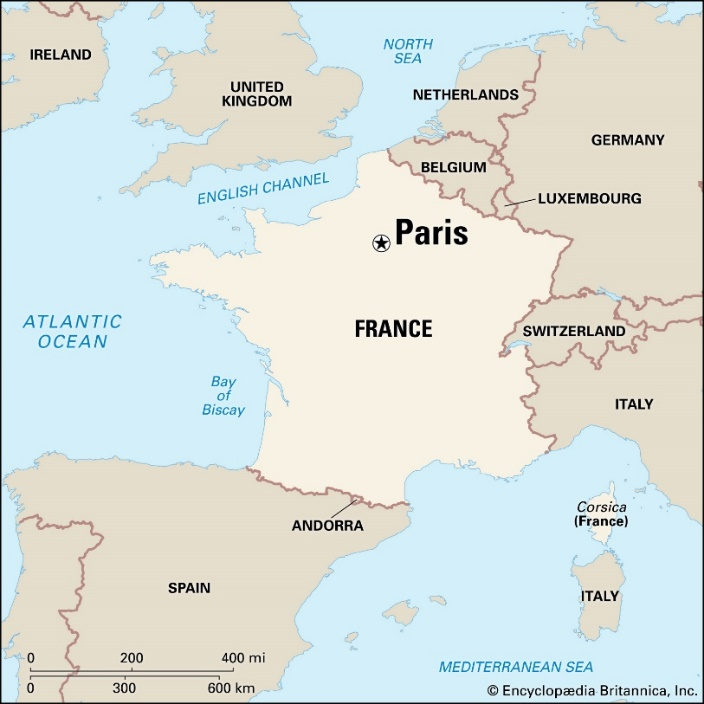 IRELAND
NORTH
SEA
UNITED
KINGDOM
NETHERLANDS
GERMANY
BELGIUM
ENGLISH CHANNEL
LUXEMBOURG
Paris
ATLANTIC
OCEAN
FRANCE
SWITZERLAND
Bay
of
Biscay
ITALY
Corsica
(France)
ANDORRA
SPAIN
ITALY
0 200 400 mi
0 300 600 km
MEDITERRANEAN SEA
© Encyclopædia Britannica, Inc.